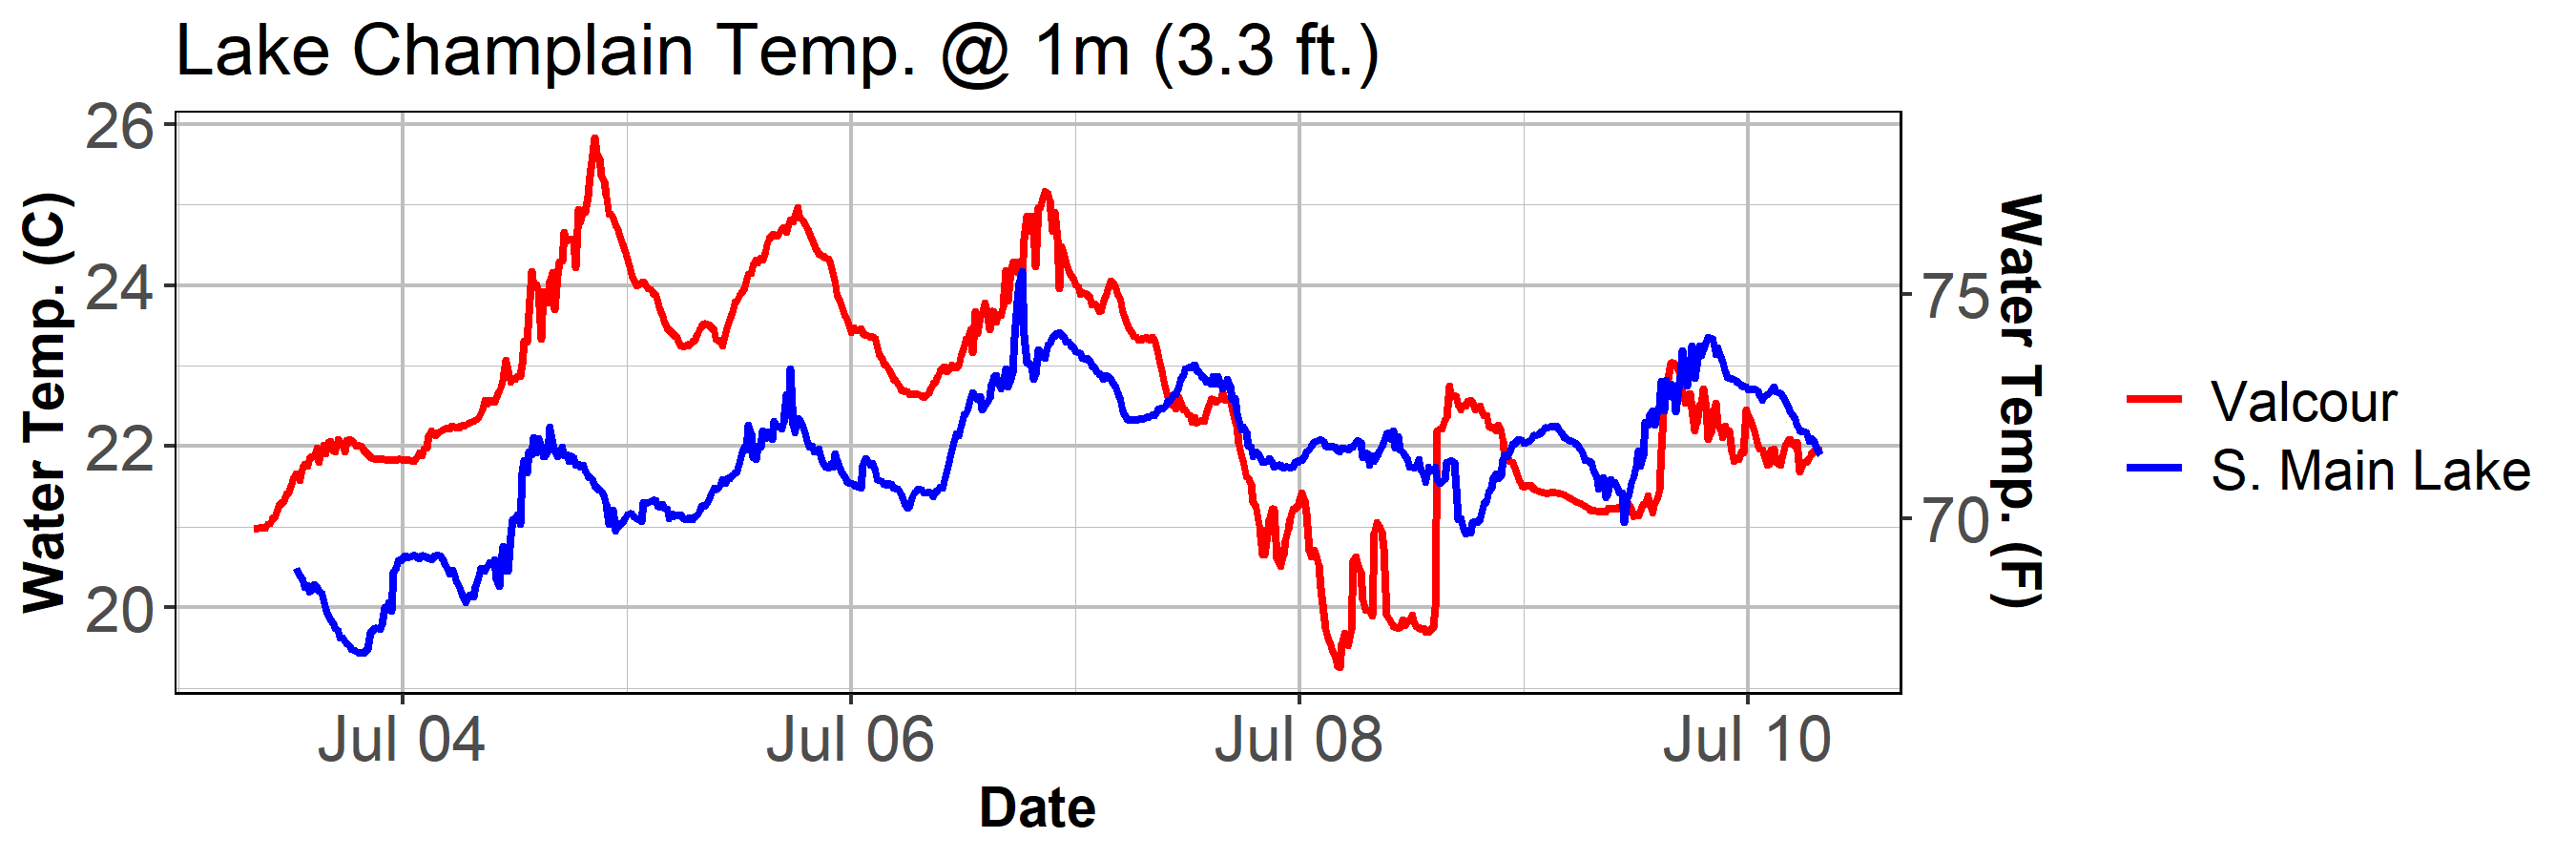 Lake Champlain Temp. @ 1m (3.3 ft.)
Water Temp. (C)
26
24
22
20
75
70
Water Temp. (F)
Jul 04
Jul 06
Jul 08
Jul 10
Date
Valcour
S. Main Lake